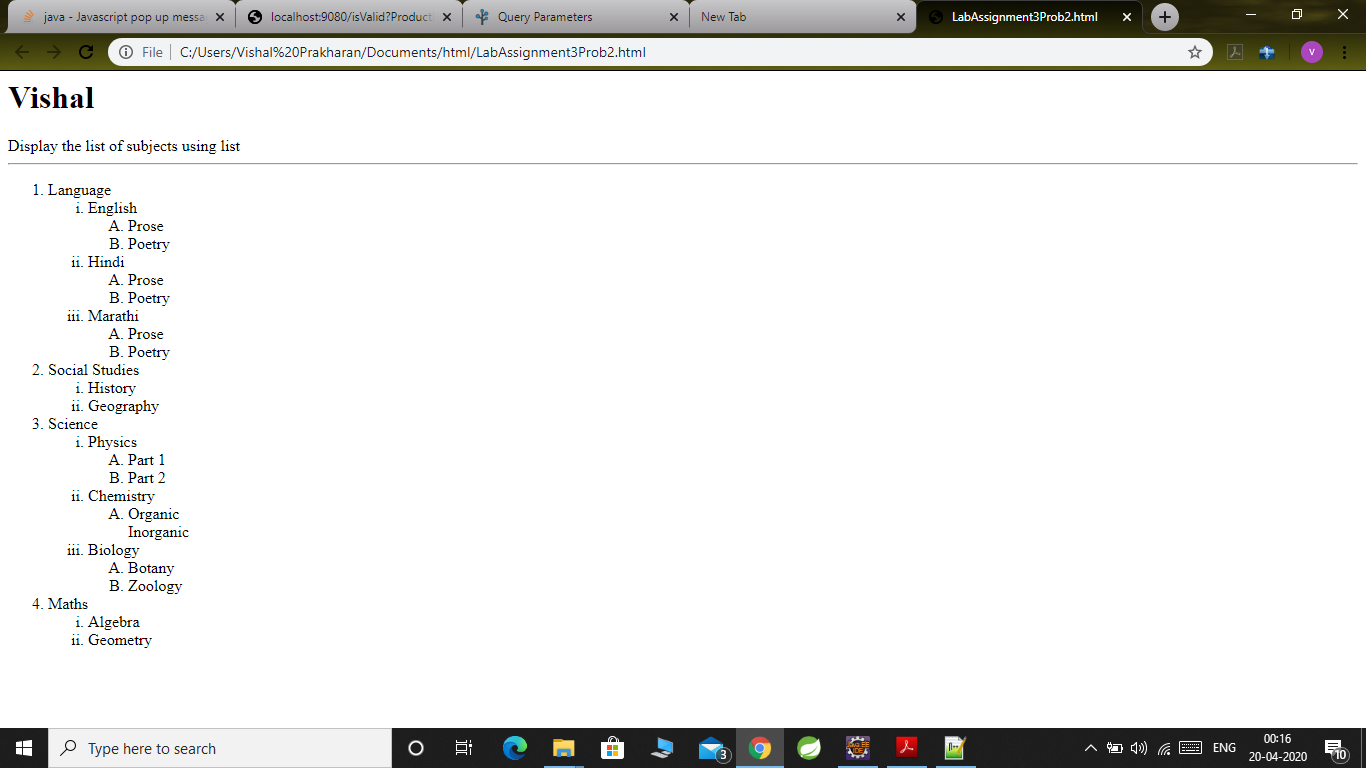 java - Javascript pop up messa
localhost:9080/isValid?Product
Query Parameters
New Tab
LabAssignment3Prob2.html
File
C:/Users/Vishal%20Prakharan/Documents/html/LabAssignment3Prob2.html
V
Vishal
Display the list of subjects using list
1. Language
i. English
A. Prose
B. Poetry
ii. Hindi
A. Prose
B. Poetry
iii. Marathi
A. Prose
B. Poetry
2. Social Studies
i. History
ii. Geography
3. Science
i. Physics
A. Part 1
B. Part 2
ii. Chemistry
A. Organic
Inorganic
iii. Biology
A. Botany
B. Zoology
4. Maths
i. Algebra
ii. Geometry
Type here to search
3
Java EE
IDE
ENG
00:16
20-04-2020
10